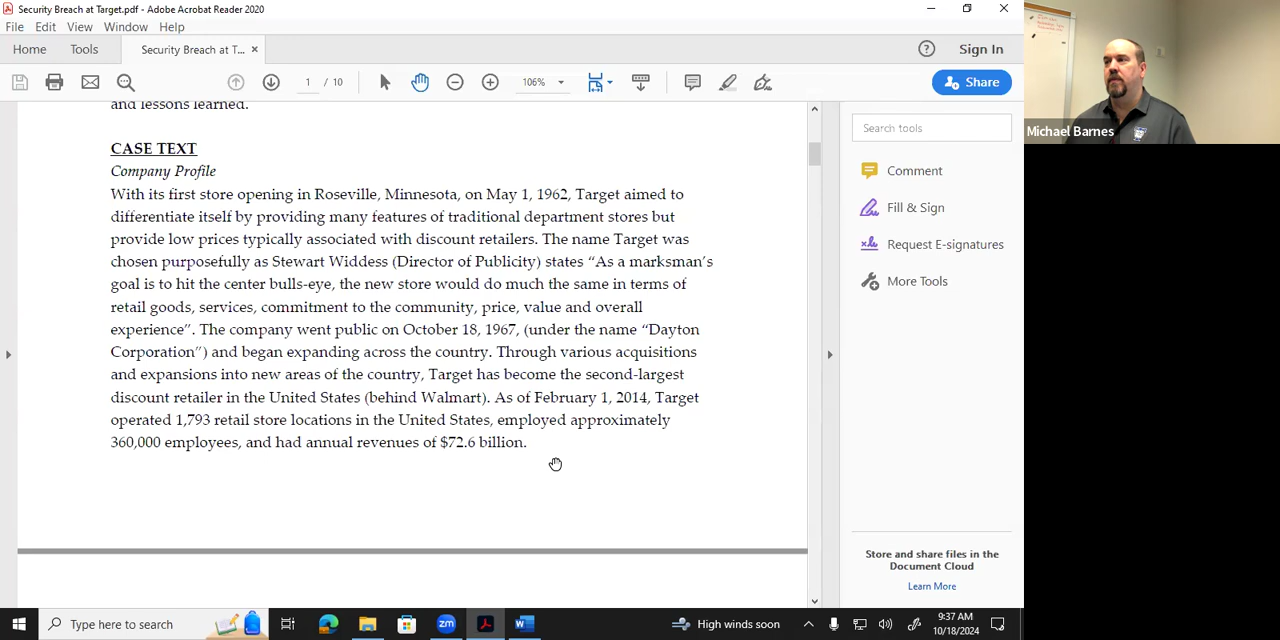 Security Breach at Target.pdf - Adobe Acrobat Reader 2020
File Edit View Window Help
Home Tools Security Breach at T... × Sign In
1 / 10 106% Share
and lessons learned.
CASE TEXT
Company Profile
With its first store opening in Roseville, Minnesota, on May 1, 1962, Target aimed to
differentiate itself by providing many features of traditional department stores but
provide low prices typically associated with discount retailers. The name Target was
chosen purposefully as Stewart Widdess (Director of Publicity) states “As a marksman’s
goal is to hit the center bulls-eye, the new store would do much the same in terms of
retail goods, services, commitment to the community, price, value and overall
experience”. The company went public on October 18, 1967, (under the name “Dayton
Corporation”) and began expanding across the country. Through various acquisitions
and expansions into new areas of the country, Target has become the second-largest
discount retailer in the United States (behind Walmart). As of February 1, 2014, Target
operated 1,793 retail store locations in the United States, employed approximately
360,000 employees, and had annual revenues of $72.6 billion.
Search tools
Comment
Fill & Sign
Request E-signatures
More Tools
Store and share files in the
Document Cloud
Learn More
Michael Barnes
Type here to search
zm
High winds soon
9:37 AM
10/18/2024